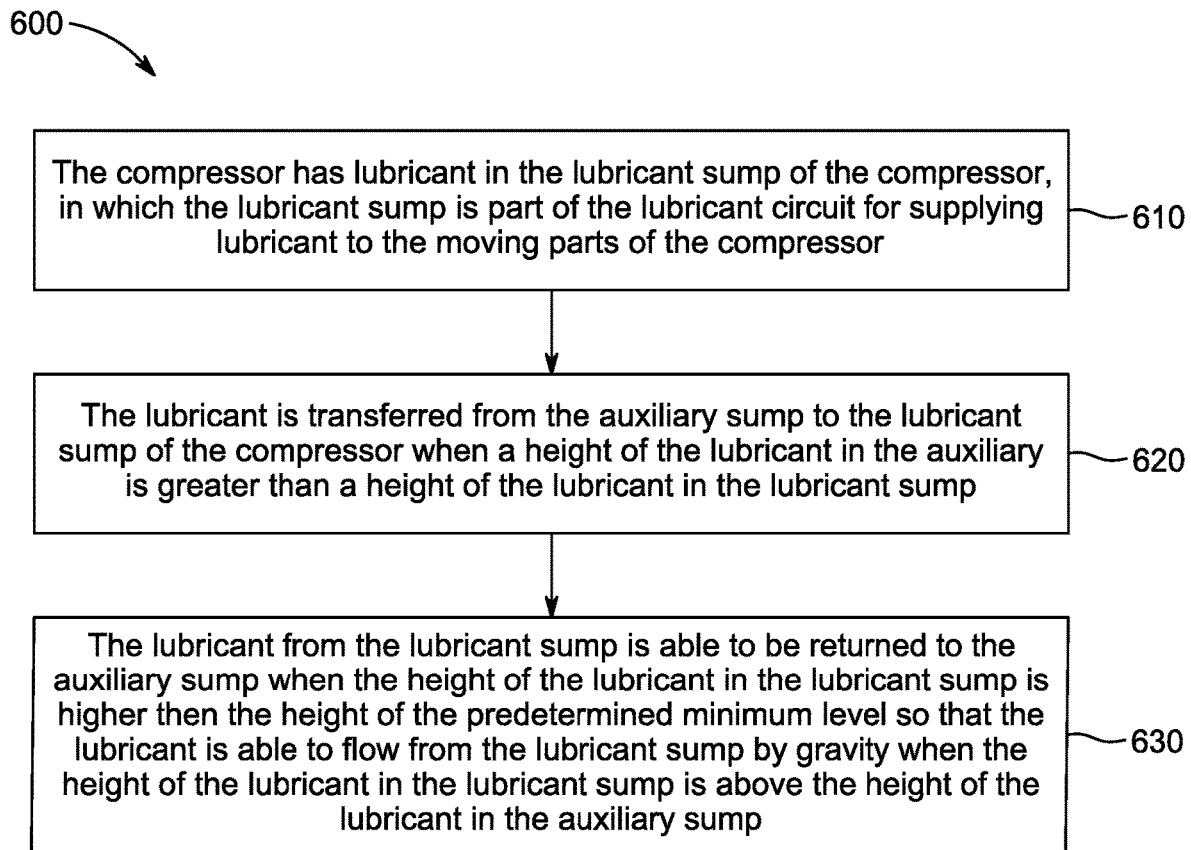 600
The compressor has lubricant in the lubricant sump of the compressor,
in which the lubricant sump is part of the lubricant circuit for supplying
lubricant to the moving parts of the compressor
610
The lubricant is transferred from the auxiliary sump to the lubricant
sump of the compressor when a height of the lubricant in the auxiliary
is greater than a height of the lubricant in the lubricant sump
620
The lubricant from the lubricant sump is able to be returned to the
auxiliary sump when the height of the lubricant in the lubricant sump is
higher then the height of the predetermined minimum level so that the
lubricant is able to flow from the lubricant sump by gravity when the
height of the lubricant in the lubricant sump is above the height of the
lubricant in the auxiliary sump
630